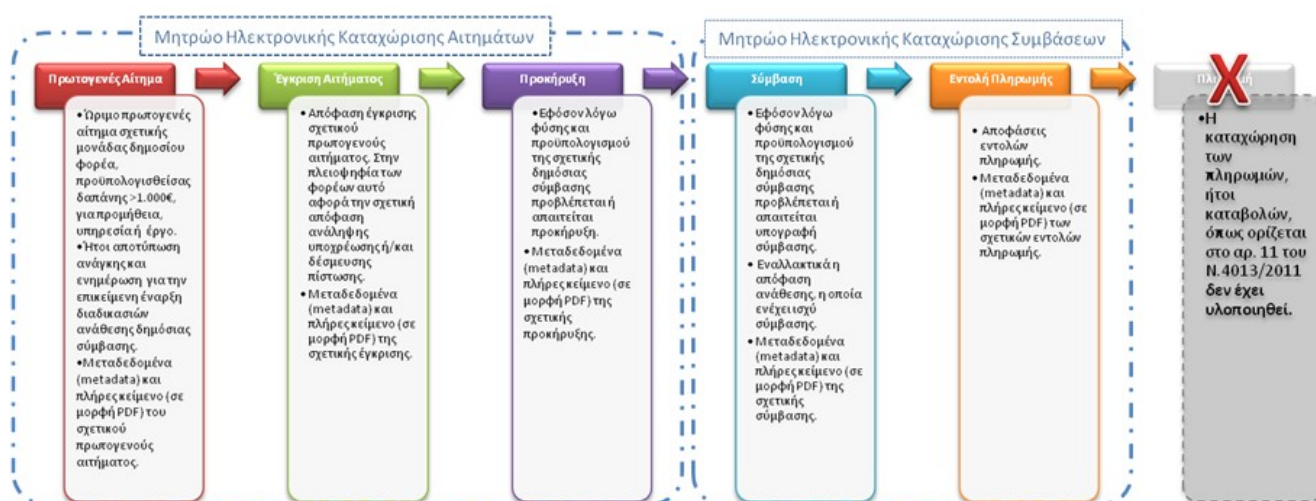 Μητρώο Ηλεκτρονικής Καταχώρισης Αιτημάτων
Μητρώο Ηλεκτρονικής Καταχώρισης Συμβάσεων
Πρωτογενές Αίτημα
•Ώριμο πρωτογενές
αίτημα σχετικής
μονάδας δημοσίου
φορέα,
προϋπολογισθείσας
δαπάνης >1.000€,
για προμήθεια,
υπηρεσία ή έργο.
•Ήτοι αποτύπωση
ανάγκης και
ενημέρωση για την
επικείμενη έναρξη
διαδικασιών
ανάθεσης δημόσιας
σύμβασης.
•Μεταδεδομένα
(metadata) και
πλήρες κείμενο (σε
μορφή PDF) του
σχετικού
πρωτογενούς
αιτήματος.
Έγκριση Αιτήματος
•Απόφαση έγκρισης
σχετικού
πρωτογενούς
αιτήματος. Στην
πλειοψηφία των
φορέων αυτό
αφορά την σχετική
απόφαση
ανάληψης
υποχρέωσης ή/και
δέσμευσης
πίστωσης.
•Μεταδεδομένα
(metadata) και
πλήρες κείμενο (σε
μορφή PDF) της
σχετικής έγκρισης.
Προκήρυξη
•Εφόσον λόγω
φύσης και
προϋπολογισμού
της σχετικής
δημόσιας
σύμβασης
προβλέπεται ή
απαιτείται
προκήρυξη.
•Μεταδεδομένα
(metadata) και
πλήρες κείμενο (σε
μορφή PDF) της
σχετικής
προκήρυξης.
Σύμβαση
•Εφόσον λόγω
φύσης και
προϋπολογισμού
της σχετικής
δημόσιας
σύμβασης
προβλέπεται ή
απαιτείται
υπογραφή
σύμβασης.
•Εναλλακτικά η
απόφαση
ανάθεσης, η οποία
ενέχει ισχύ
σύμβασης.
•Μεταδεδομένα
(metadata) και
πλήρες κείμενο (σε
μορφή PDF) της
σχετικής
σύμβασης.
Εντολή Πληρωμής
•Αποφάσεις
εντολών
πληρωμής.
•Μεταδεδομένα
(metadata) και
πλήρες κείμενο (σε
μορφή PDF) των
σχετικών εντολών
πληρωμής.
•Η
καταχώρηση
των
πληρωμών,
ήτοι
καταβολών,
όπως ορίζεται
στο αρ. 11 του
Ν.4013/2011
δεν έχει
υλοποιηθεί.